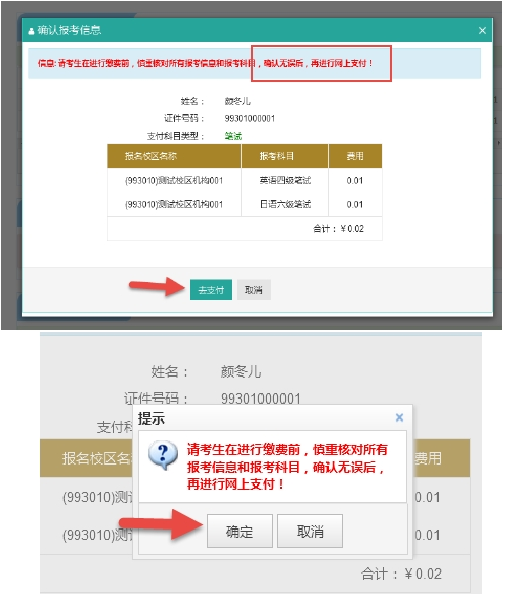 确认报考信息
信息: 请考生在进行缴费前，慎重核对所有报考信息和报考科目，确认无误后，再进行网上支付！
姓名： 颜冬儿
证件号码： 99301000001
支付科目类型： 笔试
报名校区名称 报考科目 费用
(993010)测试校区机构001 英语四级笔试 0.01
(993010)测试校区机构001 日语六级笔试 0.01
合计：￥0.02
去支付 取消
姓名： 颜冬儿
证件号码： 99301000001
支付科
提示
报名校区名 费用
请考生在进行缴费前，慎重核对所有
报考信息和报考科目，确认无误后，
再进行网上支付！
(993010)测试 0.01
(993010)测试 0.01
确定 取消
合计：￥0.02